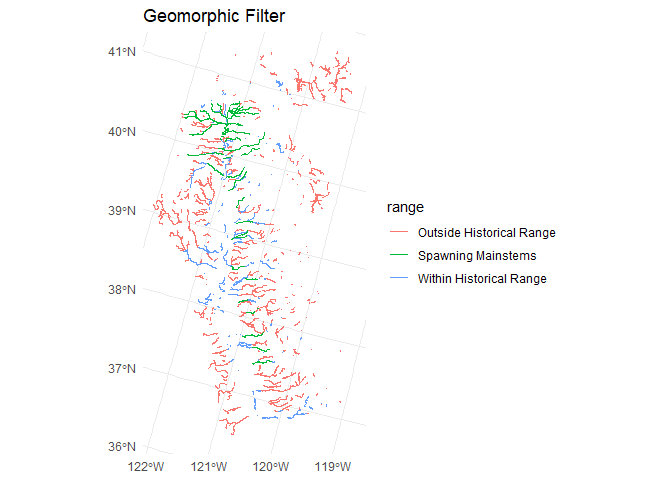 Geomorphic Filter
41°N
40°N
39°N
38°N
37°N
36°N
122°W 121°W 120°W 119°W
range
Outside Historical Range
Spawning Mainstems
Within Historical Range